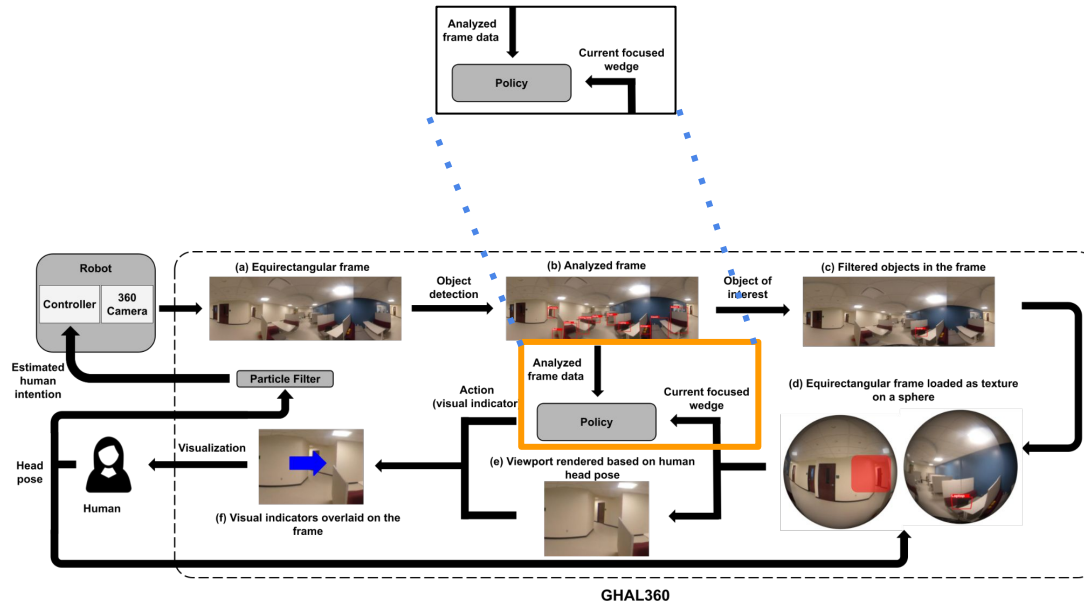 Analyzed
frame data
Current focused
wedge
Policy
Robot
Controller
360
Camera
(a) Equirectangular frame
Object
detection
(b) Analyzed frame
Object of
interest
(c) Filtered objects in the frame
Estimated
human
intention
Particle Filter
Action
(visual indicator
Analyzed
frame data
Current focused
wedge
Policy
(d) Equirectangular frame loaded as texture
on a sphere
Head
pose
Human
Visualization
(e) Viewport rendered based on human
head pose
(f) Visual indicators overlaid on the
frame
GHAL360